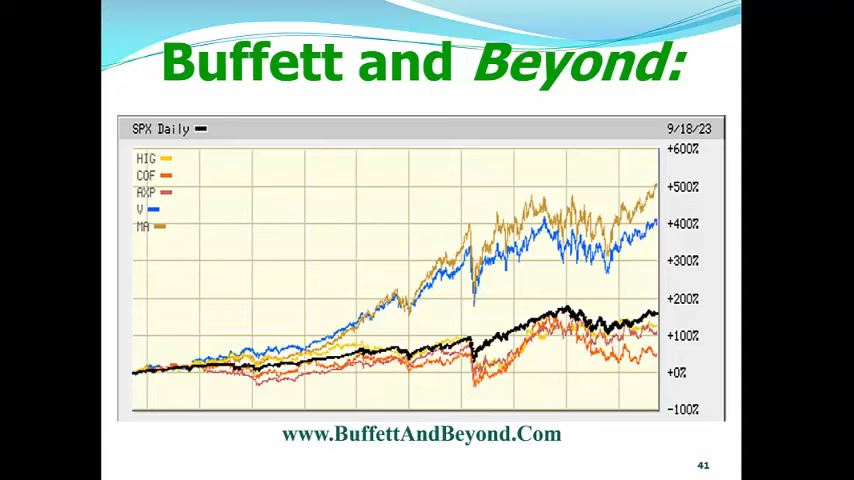 Buffett and Beyond:
SPX Daily
9/18/23
HIG
COF
AXP
V
MA
+600%
+500%
+400%
+300%
+200%
+100%
+0%
-100%
www.BuffettAndBeyond.Com
41